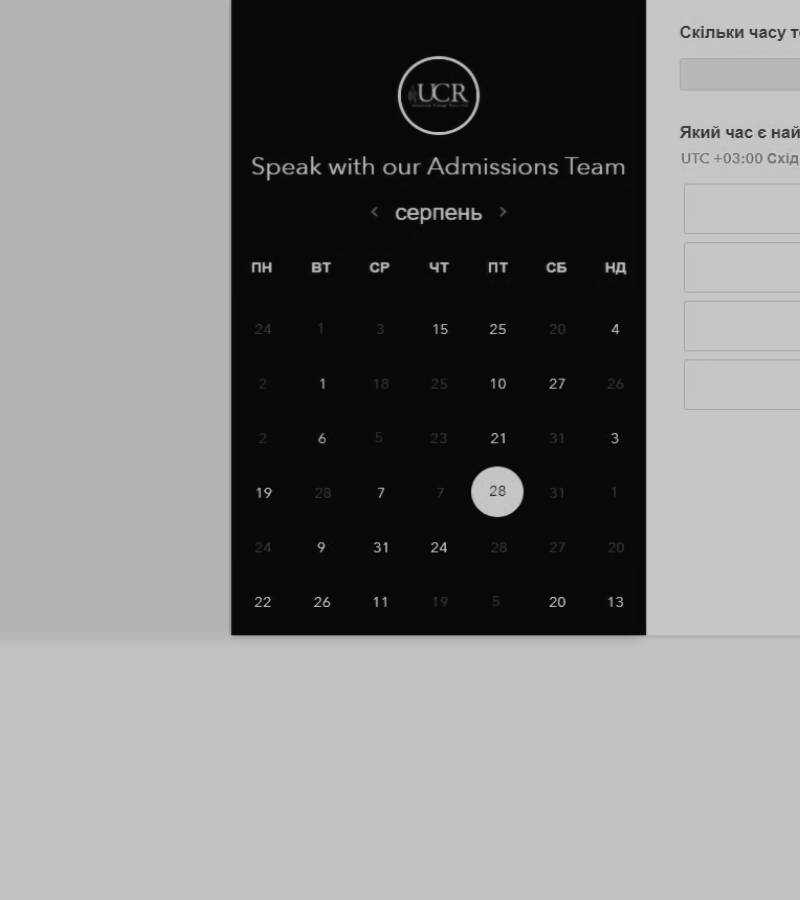 Скільки часу т
UCR
Speak with our Admissions Team
< серпень >
Який час є най
UTC +03:00 Схід
ПН ВТ СР ЧТ ПТ СБ НД
24 1 3 15 25 20 4
2 1 18 25 10 27 26
2 6 5 23 21 31 3
19 28 7 7 28 31 1
24 9 31 24 28 27 20
22 26 11 19 5 20 13